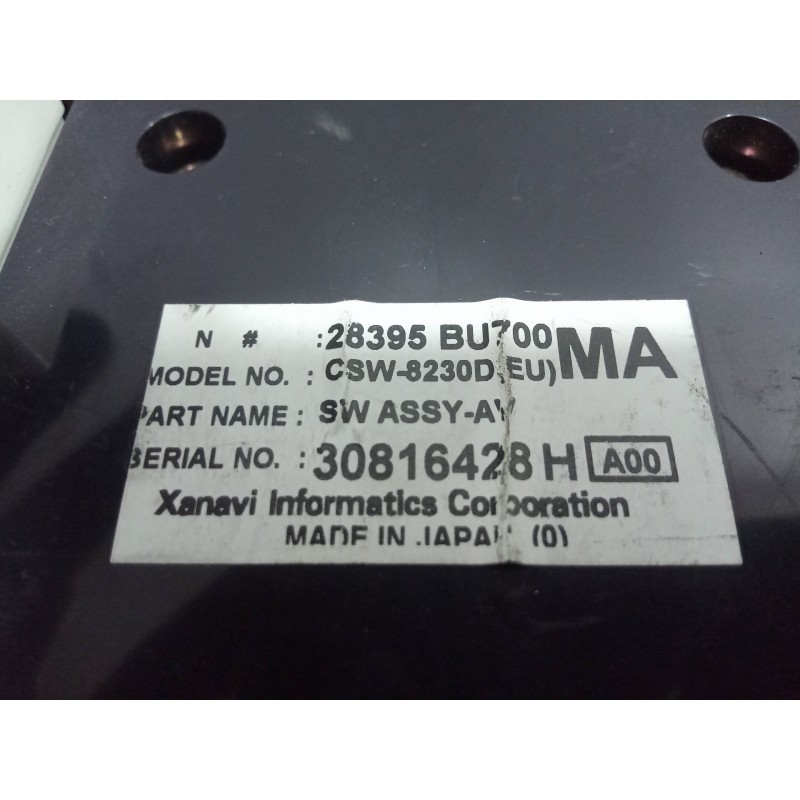 N # : 28395 BU700 MA
MODEL NO. : CSW-8230D(EU)
PART NAME : SW ASSY-AV
SERIAL NO. : 30816428 H A00
Xanavi Informatics Corporation
MADE IN JAPAN (0)